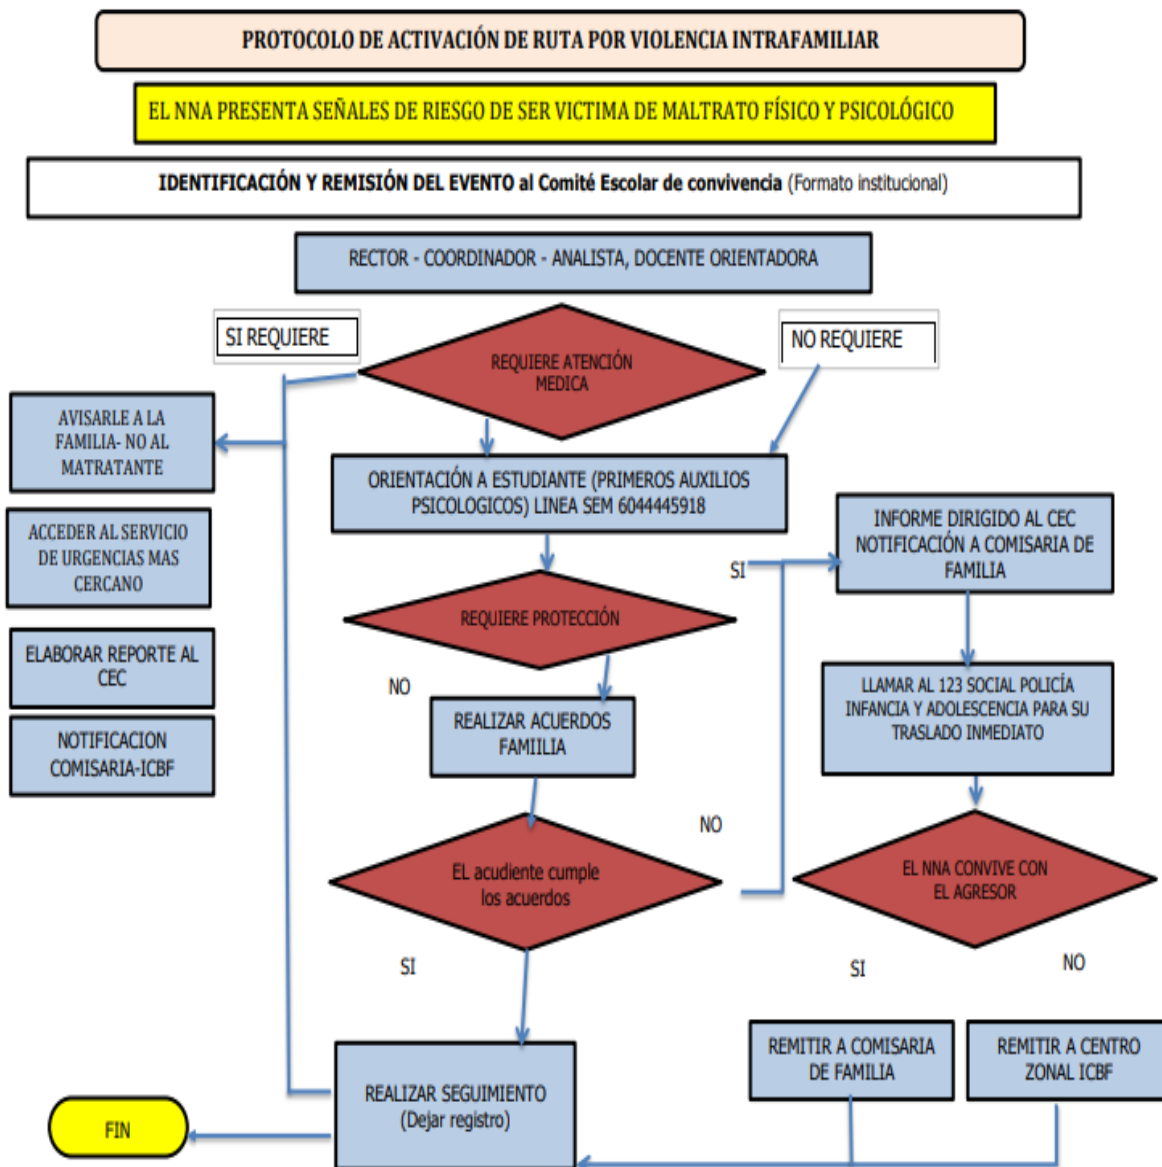 PROTOCOLO DE ACTIVACIÓN DE RUTA POR VIOLENCIA INTRAFAMILIAR
EL NNA PRESENTA SEÑALES DE RIESGO DE SER VICTIMA DE MALTRATO FÍSICO Y PSICOLÓGICO
IDENTIFICACIÓN Y REMISIÓN DEL EVENTO al Comité Escolar de convivencia (Formato institucional)
RECTOR - COORDINADOR - ANALISTA, DOCENTE ORIENTADORA
SI REQUIERE
NO REQUIERE
REQUIERE ATENCIÓN
MEDICA
AVISARLE A LA
FAMILIA- NO AL
MATRATANTE
ACCEDER AL SERVICIO
DE URGENCIAS MAS
CERCANO
ELABORAR REPORTE AL
CEC
NOTIFICACION
COMISARIA-ICBF
ORIENTACIÓN A ESTUDIANTE (PRIMEROS AUXILIOS
PSICOLOGICOS) LINEA SEM 6044445918
REQUIERE PROTECCIÓN
SI
INFORME DIRIGIDO AL CEC
NOTIFICACIÓN A COMISARIA DE
FAMILIA
LLAMAR AL 123 SOCIAL POLICÍA
INFANCIA Y ADOLESCENCIA PARA SU
TRASLADO INMEDIATO
NO
REALIZAR ACUERDOS
FAMIILIA
NO
EL acudiente cumple
los acuerdos
EL NNA CONVIVE CON
EL AGRESOR
SI
SI
NO
REMITIR A COMISARIA
DE FAMILIA
REMITIR A CENTRO
ZONAL ICBF
REALIZAR SEGUIMIENTO
(Dejar registro)
FIN